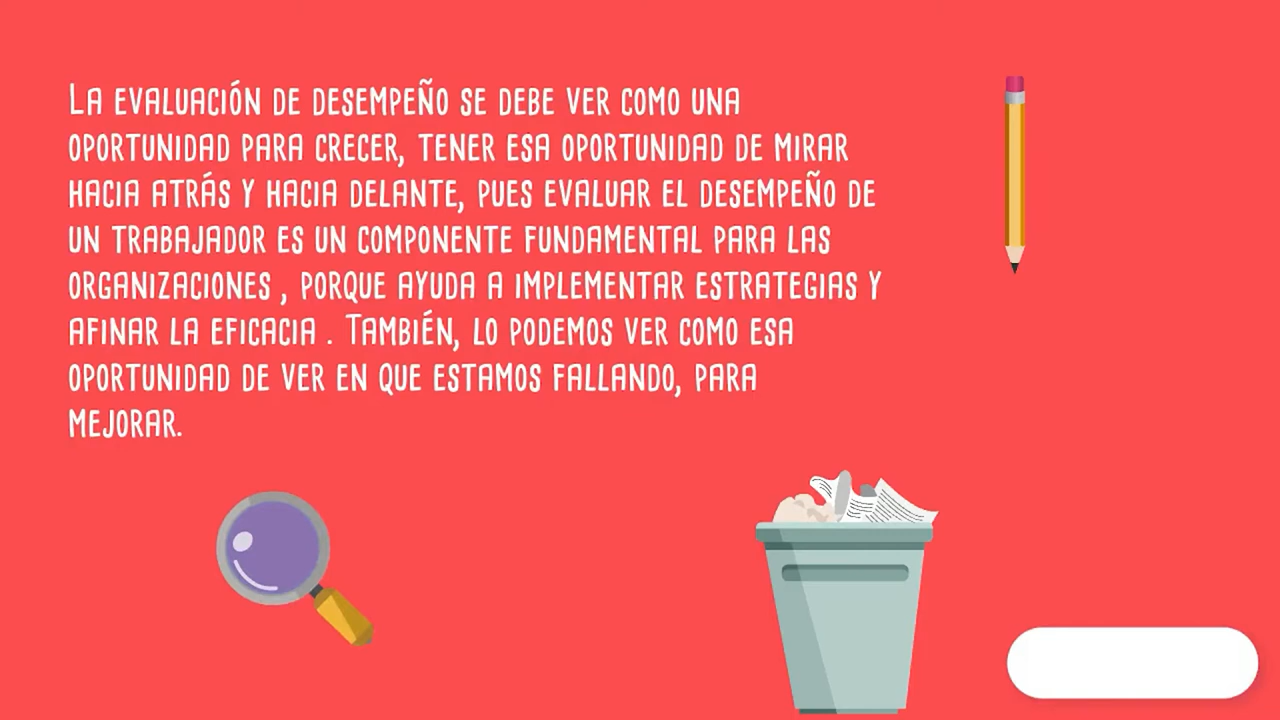 La evaluación de desempeño se debe ver como una
oportunidad para crecer, tener esa oportunidad de mirar
hacia atrás y hacia delante, pues evaluar el desempeño de
un trabajador es un componente fundamental para las
organizaciones , porque ayuda a implementar estrategias y
afinar la eficacia . También, lo podemos ver como esa
oportunidad de ver en que estamos fallando, para
mejorar.